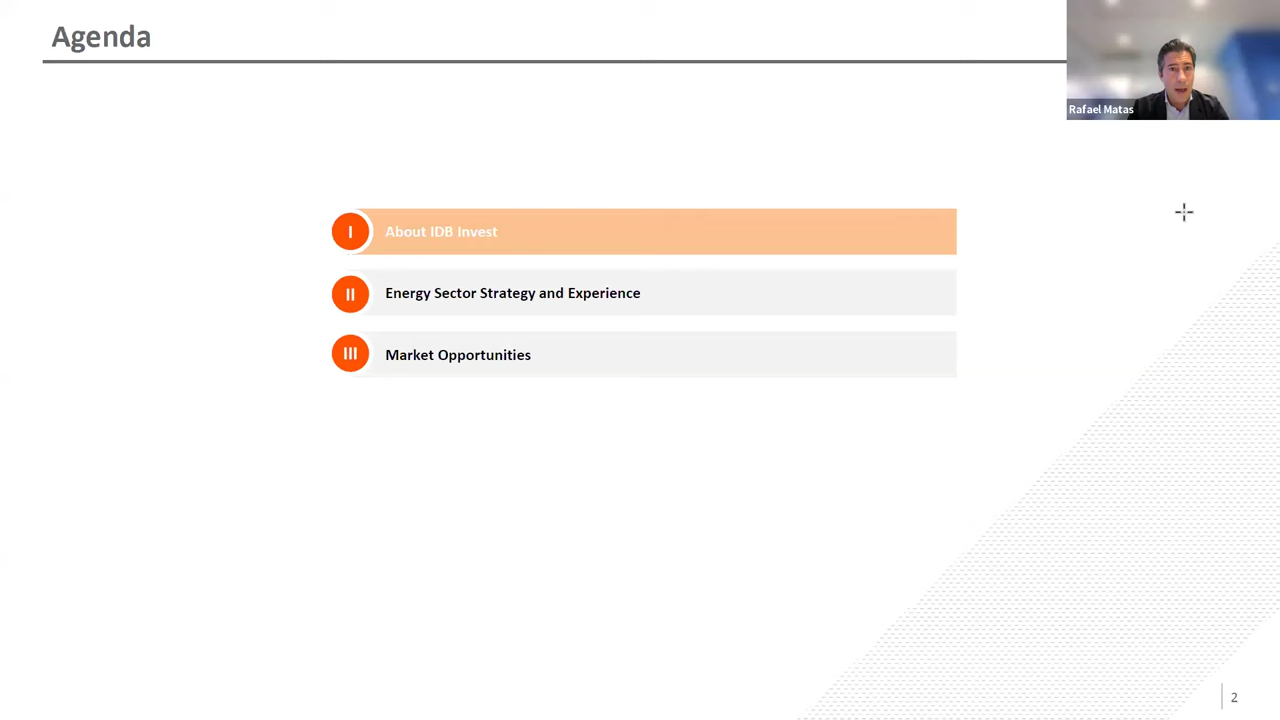 Agenda
Rafael Matas
I
About IDB Invest
II
Energy Sector Strategy and Experience
III
Market Opportunities
2